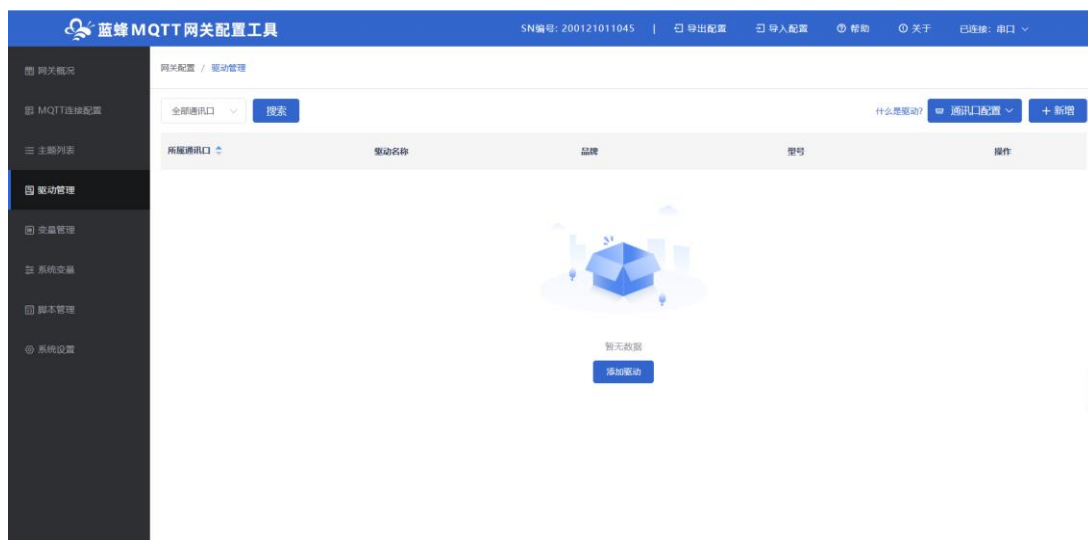 蓝蜂MQTT网关配置工具 SN编号: 200121011045 | 导出配置 导入配置 帮助 关于 已连接: 串口
网关概况
网关配置 / 驱动管理
MQTT连接配置
全部通讯口 搜索 什么是驱动? 通讯口配置 + 新增
主题列表
所属通讯口 驱动名称 品牌 型号 操作
驱动管理
变量管理
系统变量
脚本管理
系统设置
暂无数据
添加驱动